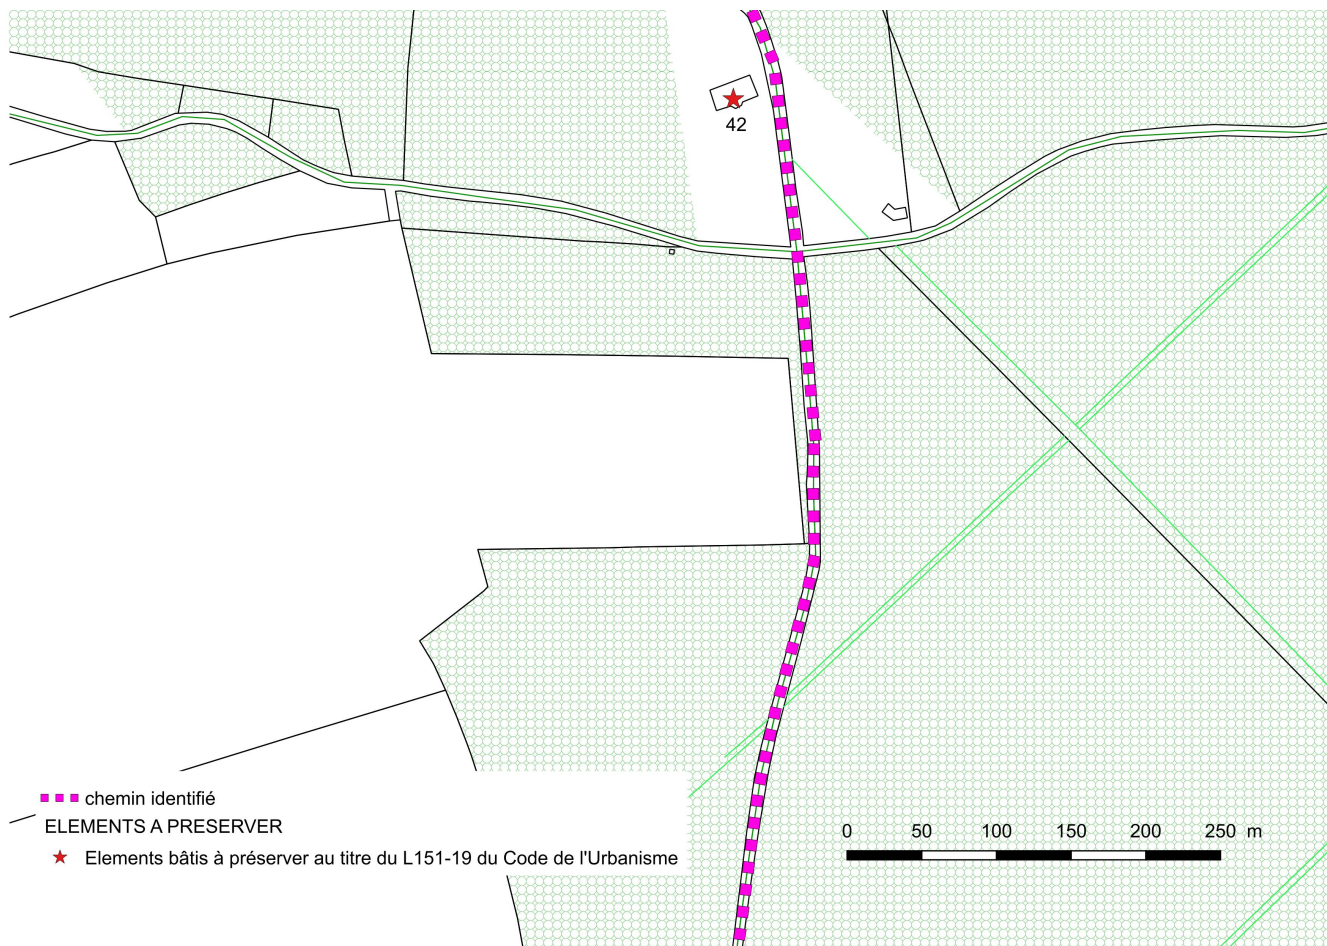 42
chemin identifié
ELEMENTS A PRESERVER
Elements bâtis à préserver au titre du L151-19 du Code de l'Urbanisme
0 50 100 150 200 250 m